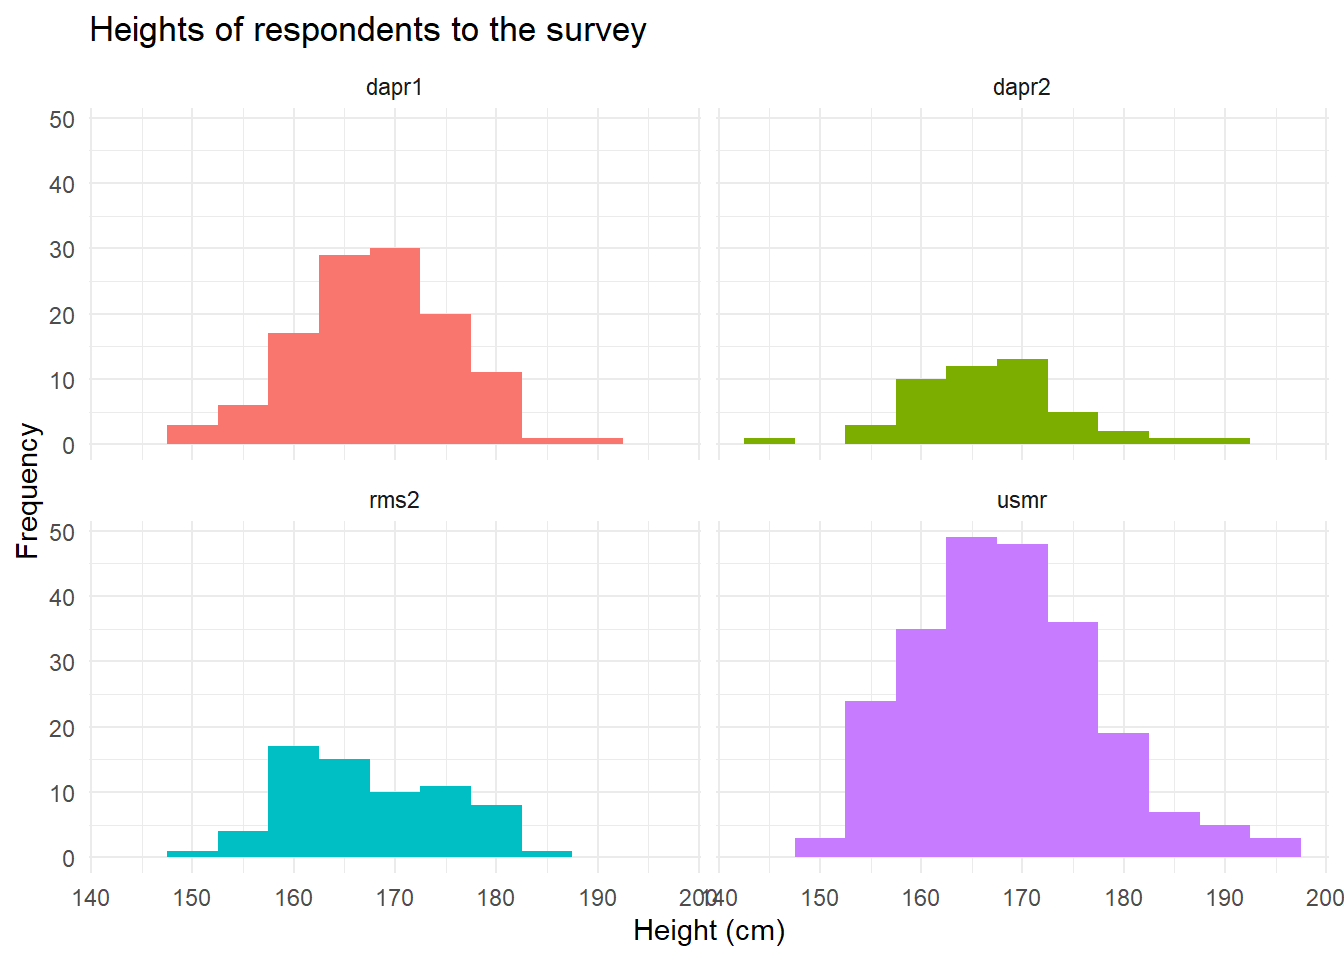 Heights of respondents to the survey
dapr1 dapr2
50
40
30
20
10
0
Frequency
rms2 usmr
50
40
30
20
10
0
140 150 160 170 180 190 200 140 150 160 170 180 190 200
Height (cm)